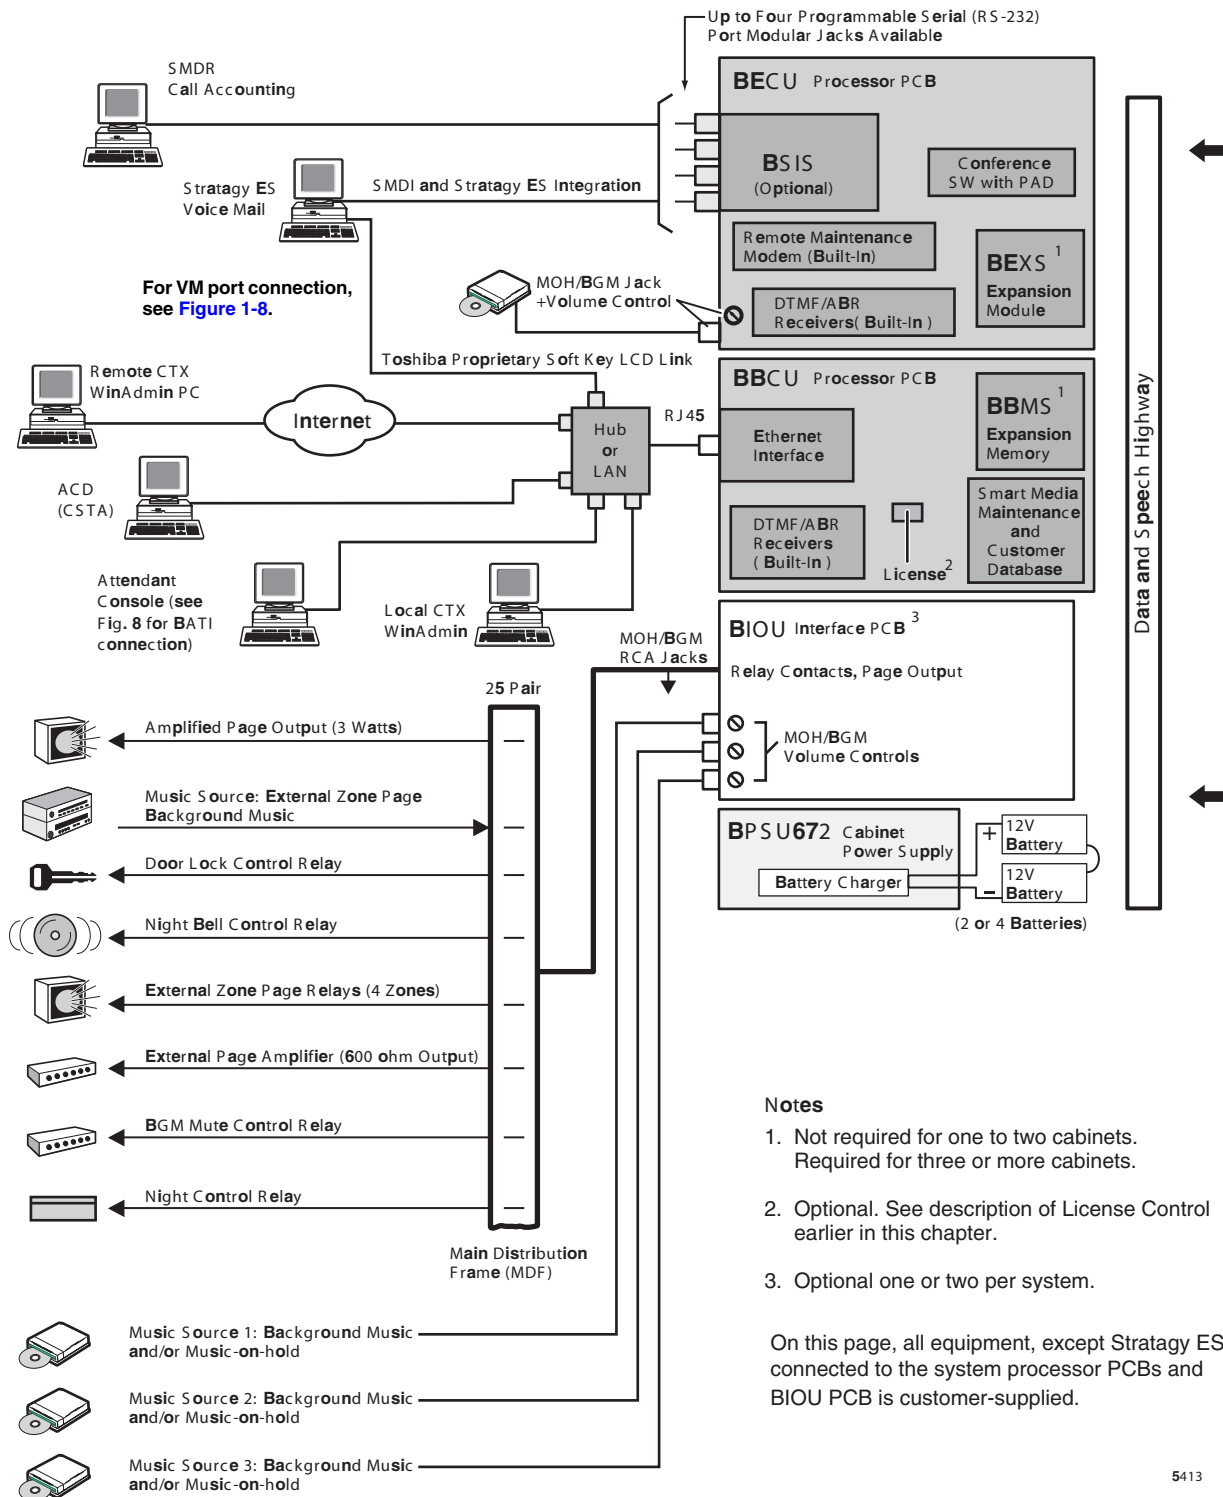 Up to Four Programmable Serial (RS-232)
Port Modular Jacks Available
SMDR
Call Accounting
BECU Processor PCB
BSIS
(Optional)
Conference
SW with PAD
Stratagy ES
Voice Mail
SMDI and Stratagy ES Integration
Remote Maintenance
Modem (Built-In)
BEXS 1
Expansion
Module
For VM port connection,
see Figure 1-8.
MOH/BGM Jack
+Volume Control
DTMF/ABR
Receivers( Built-In )
Toshiba Proprietary Soft Key LCD Link
Remote CTX
WinAdmin PC
Internet
Hub
or
LAN
RJ45
BBCU Processor PCB
Ethernet
Interface
BBMS 1
Expansion
Memory
ACD
(CSTA)
DTMF/ABR
Receivers
( Built-In )
License 2
Smart Media
Maintenance
and
Customer
Database
Data and Speech Highway
Attendant
Console (see
Fig. 8 for BATI
connection)
Local CTX
WinAdmin
MOH/BGM
RCA Jacks
BIOU Interface PCB 3
Relay Contacts, Page Output
MOH/BGM
Volume Controls
25 Pair
Amplified Page Output (3 Watts)
Music Source: External Zone Page
Background Music
BPSU672 Cabinet
Power Supply
Battery Charger
+
12V
Battery
–
12V
Battery
(2 or 4 Batteries)
Door Lock Control Relay
Night Bell Control Relay
External Zone Page Relays (4 Zones)
External Page Amplifier (600 ohm Output)
BGM Mute Control Relay
Night Control Relay
Main Distribution
Frame (MDF)
Notes
1. Not required for one to two cabinets.
Required for three or more cabinets.
2. Optional. See description of License Control
earlier in this chapter.
3. Optional one or two per system.
On this page, all equipment, except Stratagy ES
connected to the system processor PCBs and
BIOU PCB is customer-supplied.
Music Source 1: Background Music
and/or Music-on-hold
Music Source 2: Background Music
and/or Music-on-hold
Music Source 3: Background Music
and/or Music-on-hold
5413